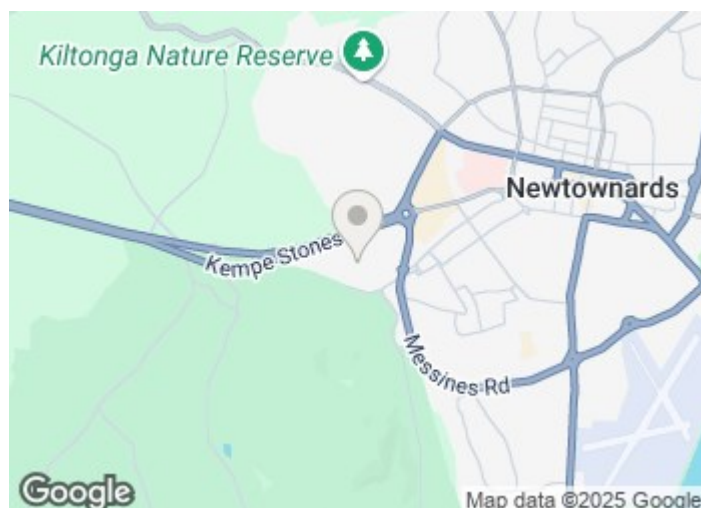 Kiltonga Nature Reserve
Newtownards
Kempe Stones
Messines Rd
Google
Map data ©2025 Google